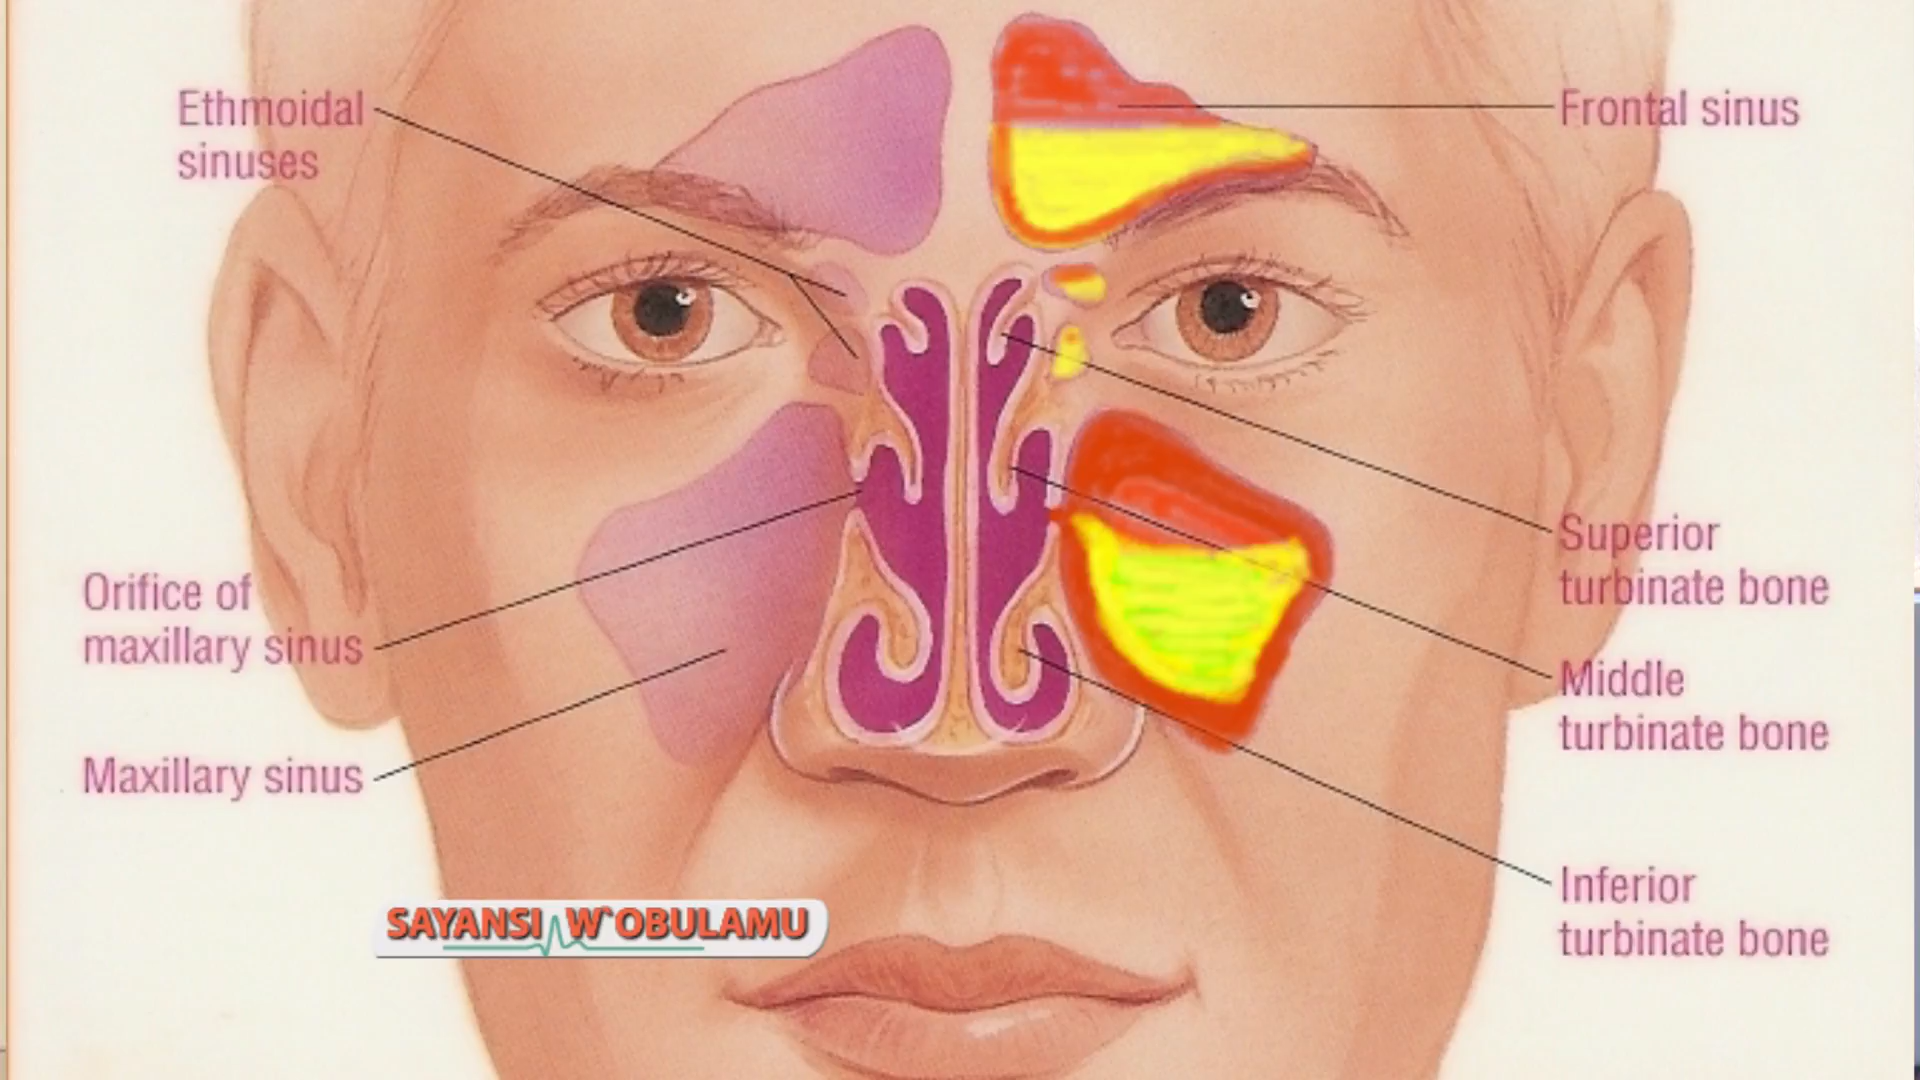 Ethmoidal
sinuses
Frontal sinus
Orifice of
maxillary sinus
Superior
turbinate bone
Maxillary sinus
Middle
turbinate bone
Inferior
turbinate bone
SAYANSI W`OBULAMU